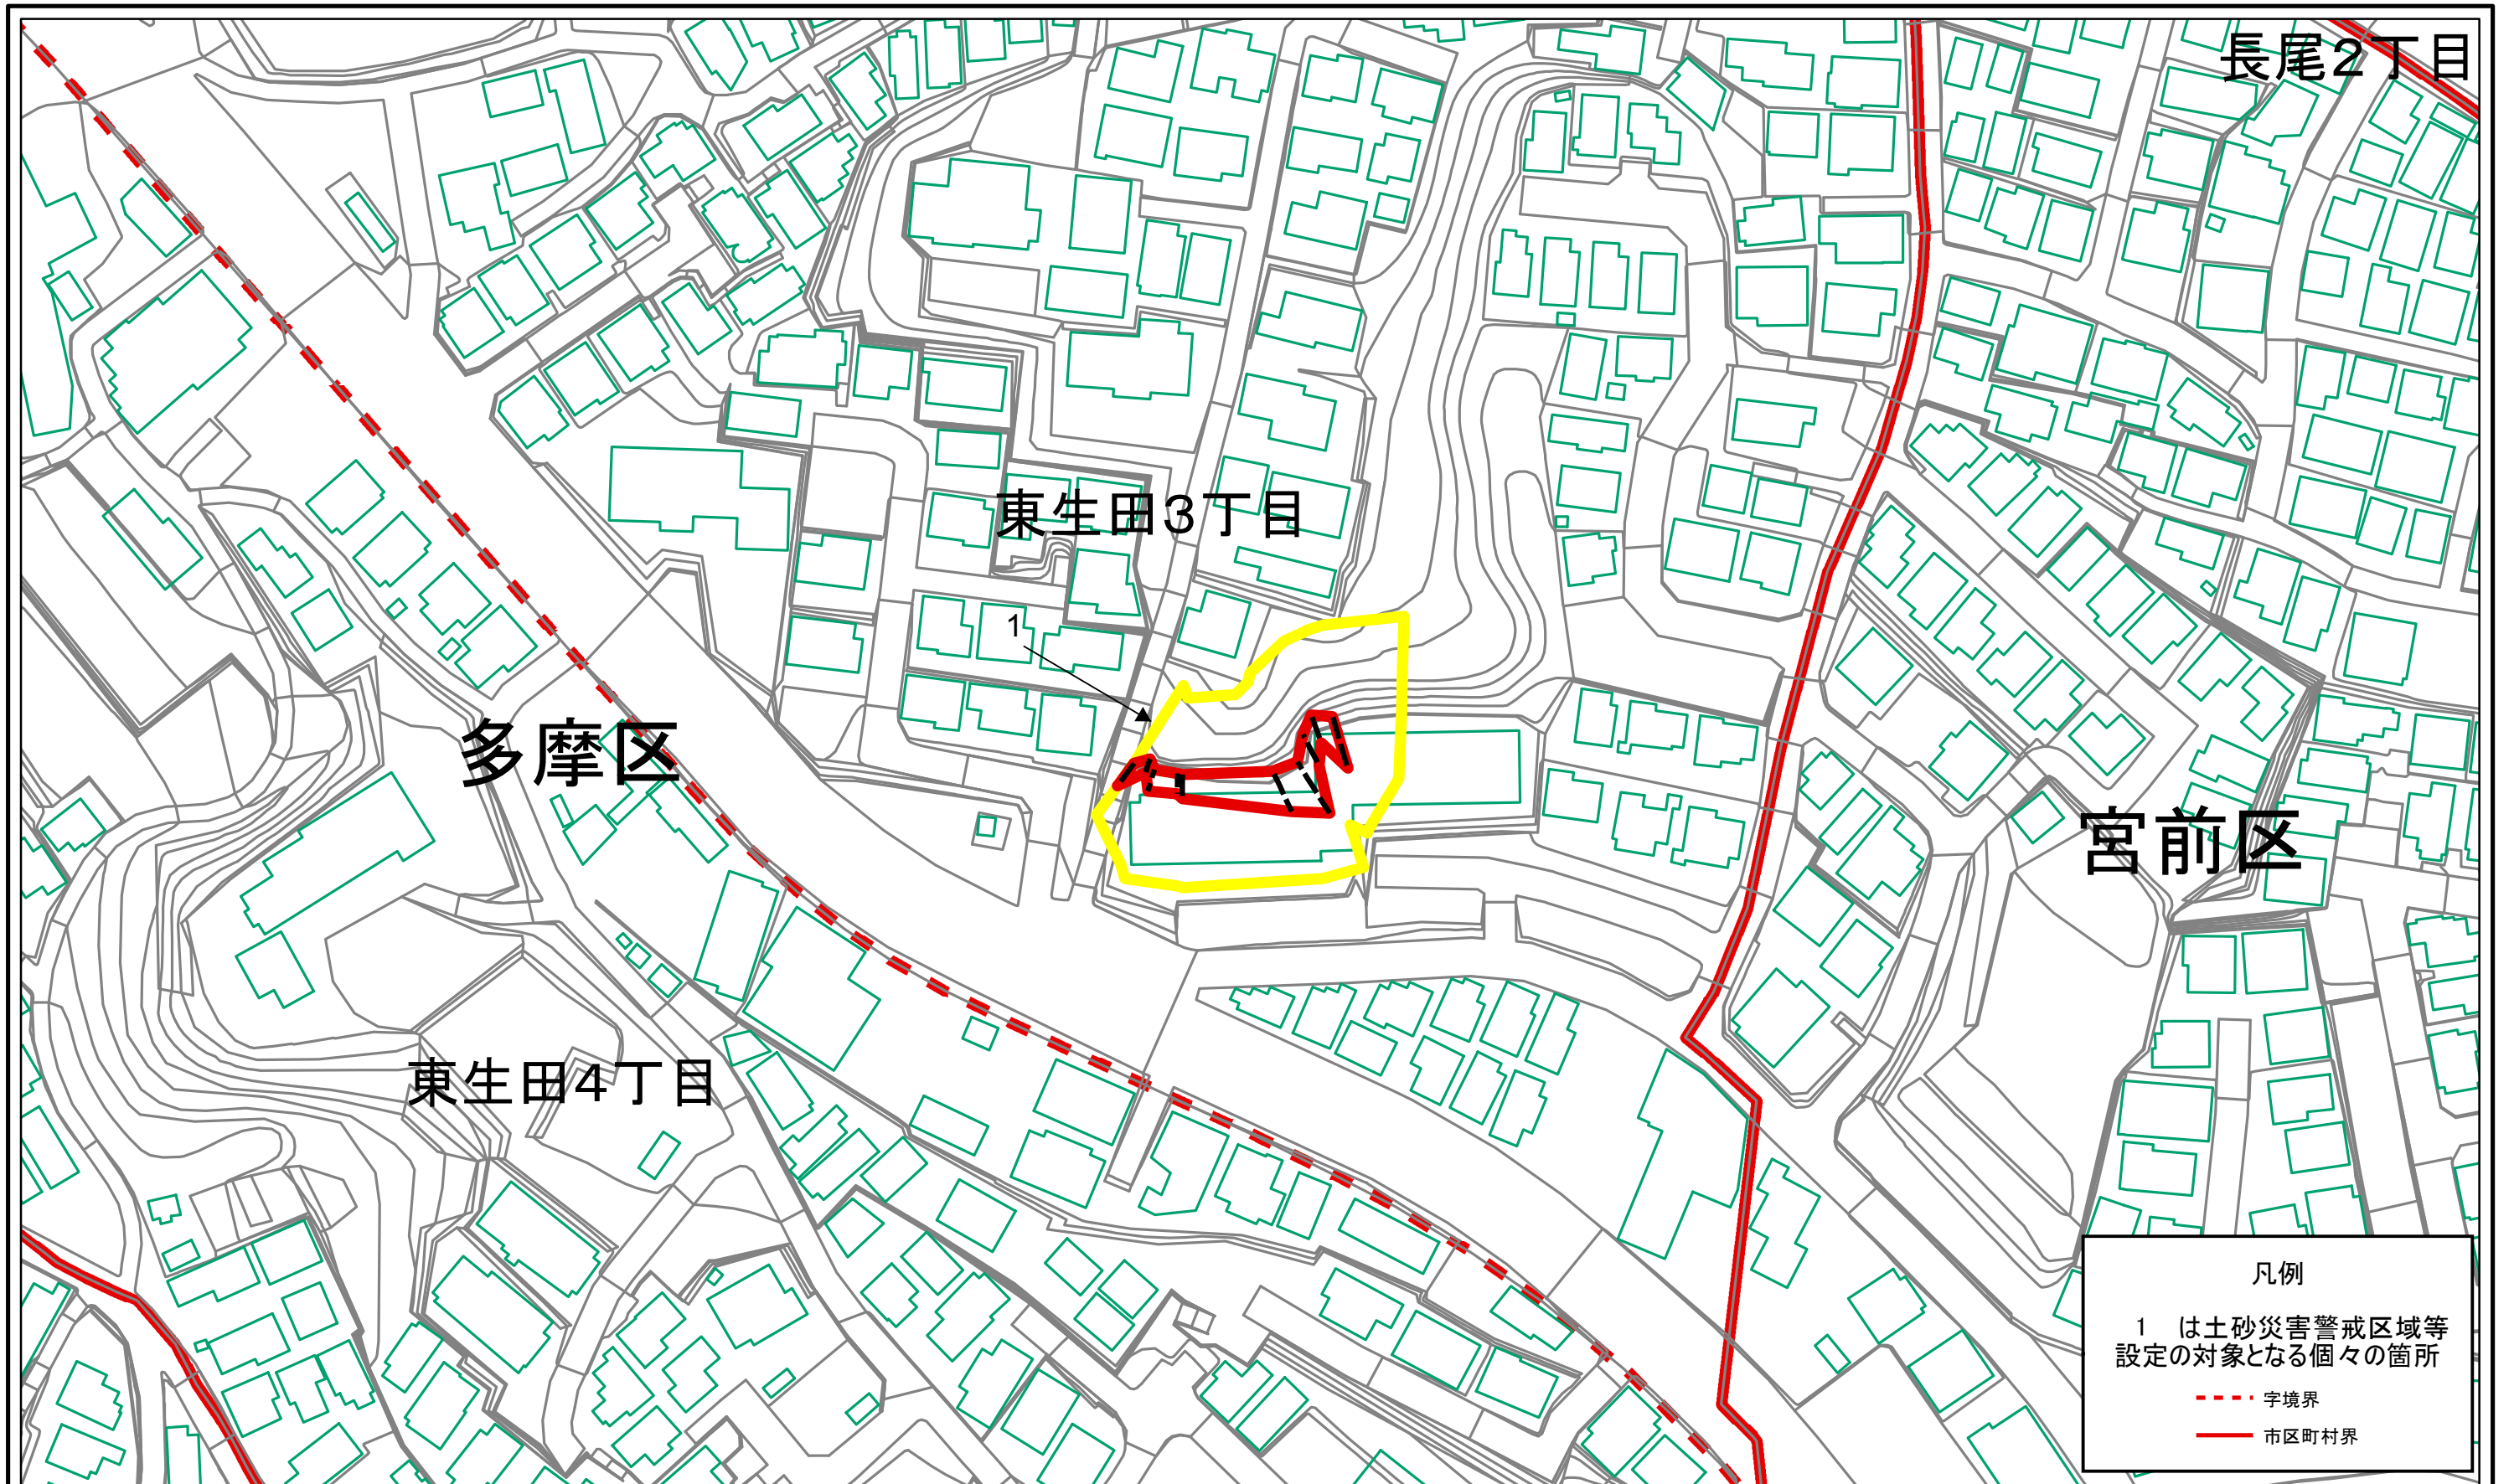 長尾2丁目
東生田3丁目
1
多摩区
宮前区
東生田4丁目
凡例
1　は土砂災害警戒区域等
設定の対象となる個々の箇所
字境界
市区町村界